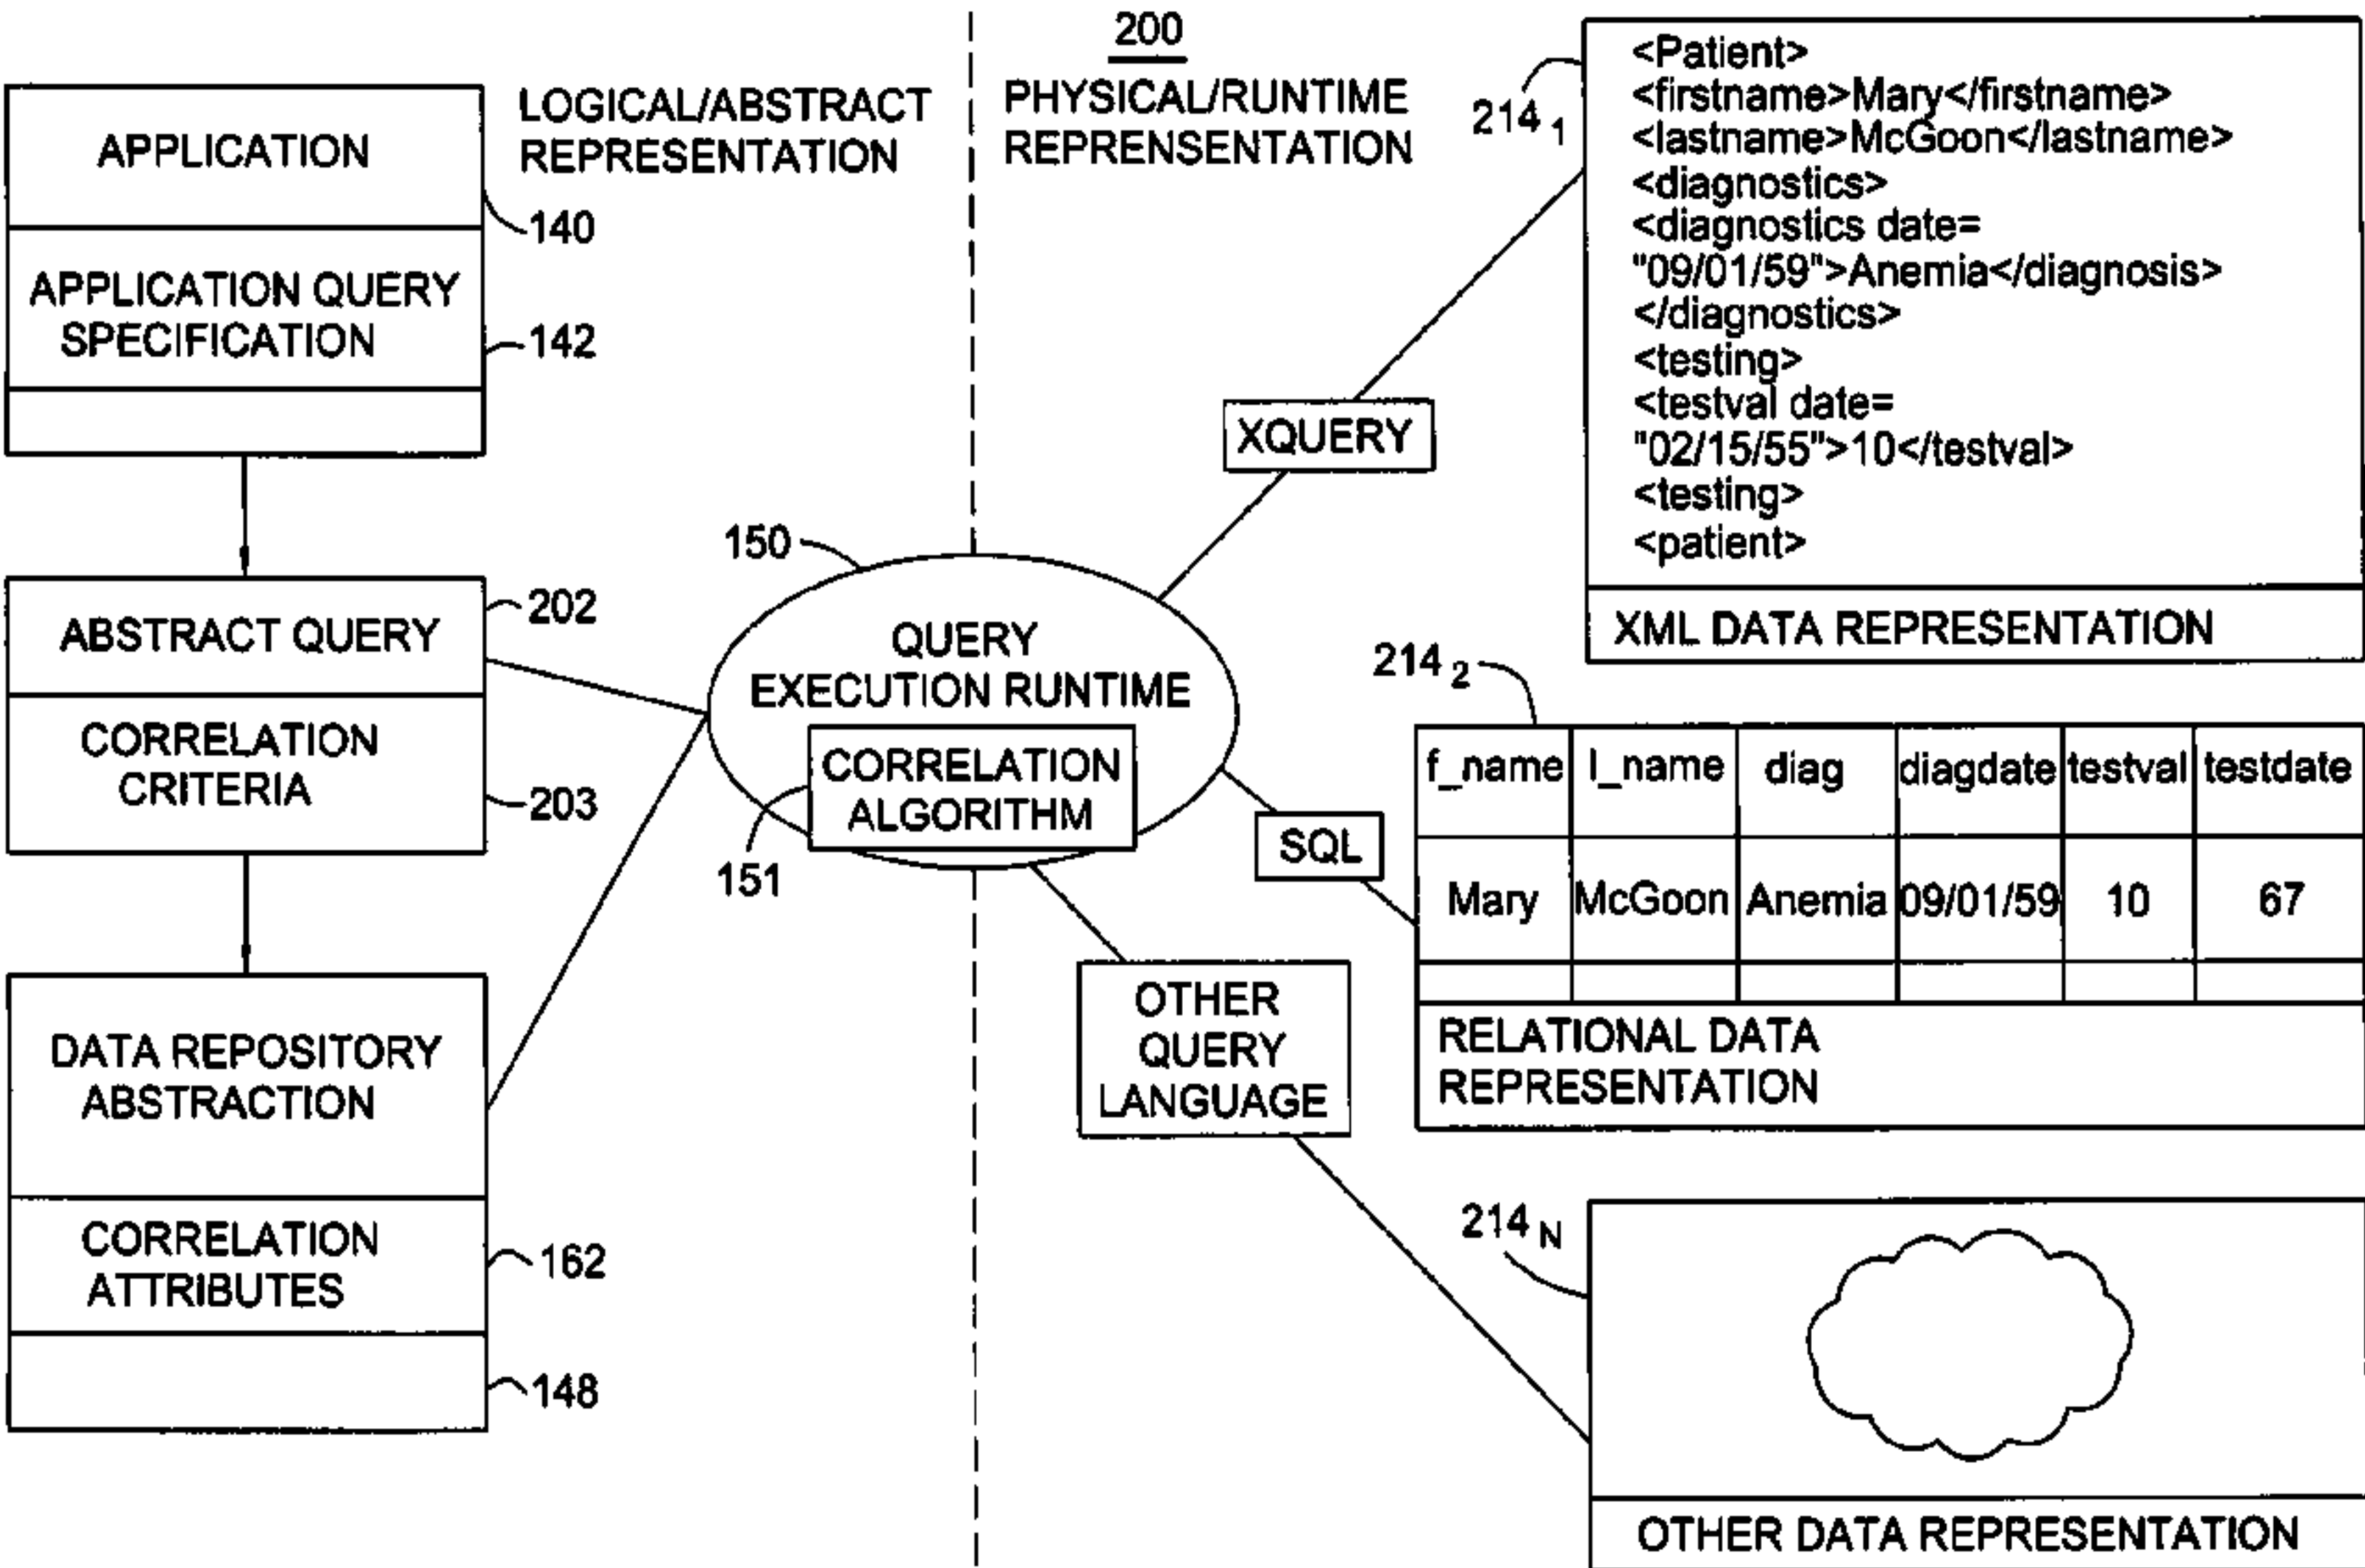 200
LOGICAL/ABSTRACT
REPRESENTATION
PHYSICAL/RUNTIME
REPRENSENTATION
APPLICATION
140
APPLICATION QUERY
SPECIFICATION
142
ABSTRACT QUERY
202
CORRELATION
CRITERIA
203
DATA REPOSITORY
ABSTRACTION
CORRELATION
ATTRIBUTES
162
148
150
QUERY
EXECUTION RUNTIME
CORRELATION
ALGORITHM
151
XQUERY
SQL
OTHER
QUERY
LANGUAGE
214 1
<Patient>
<firstname>Mary</firstname>
<lastname>McGoon</lastname>
<diagnostics>
<diagnostics date=
"09/01/59">Anemia</diagnosis>
</diagnostics>
<testing>
<testval date=
"02/15/55">10</testval>
<testing>
<patient>
XML DATA REPRESENTATION
214 2
f_name l_name diag diagdate testval testdate
Mary McGoon Anemia 09/01/59 10 67
RELATIONAL DATA
REPRESENTATION
214 N
OTHER DATA REPRESENTATION